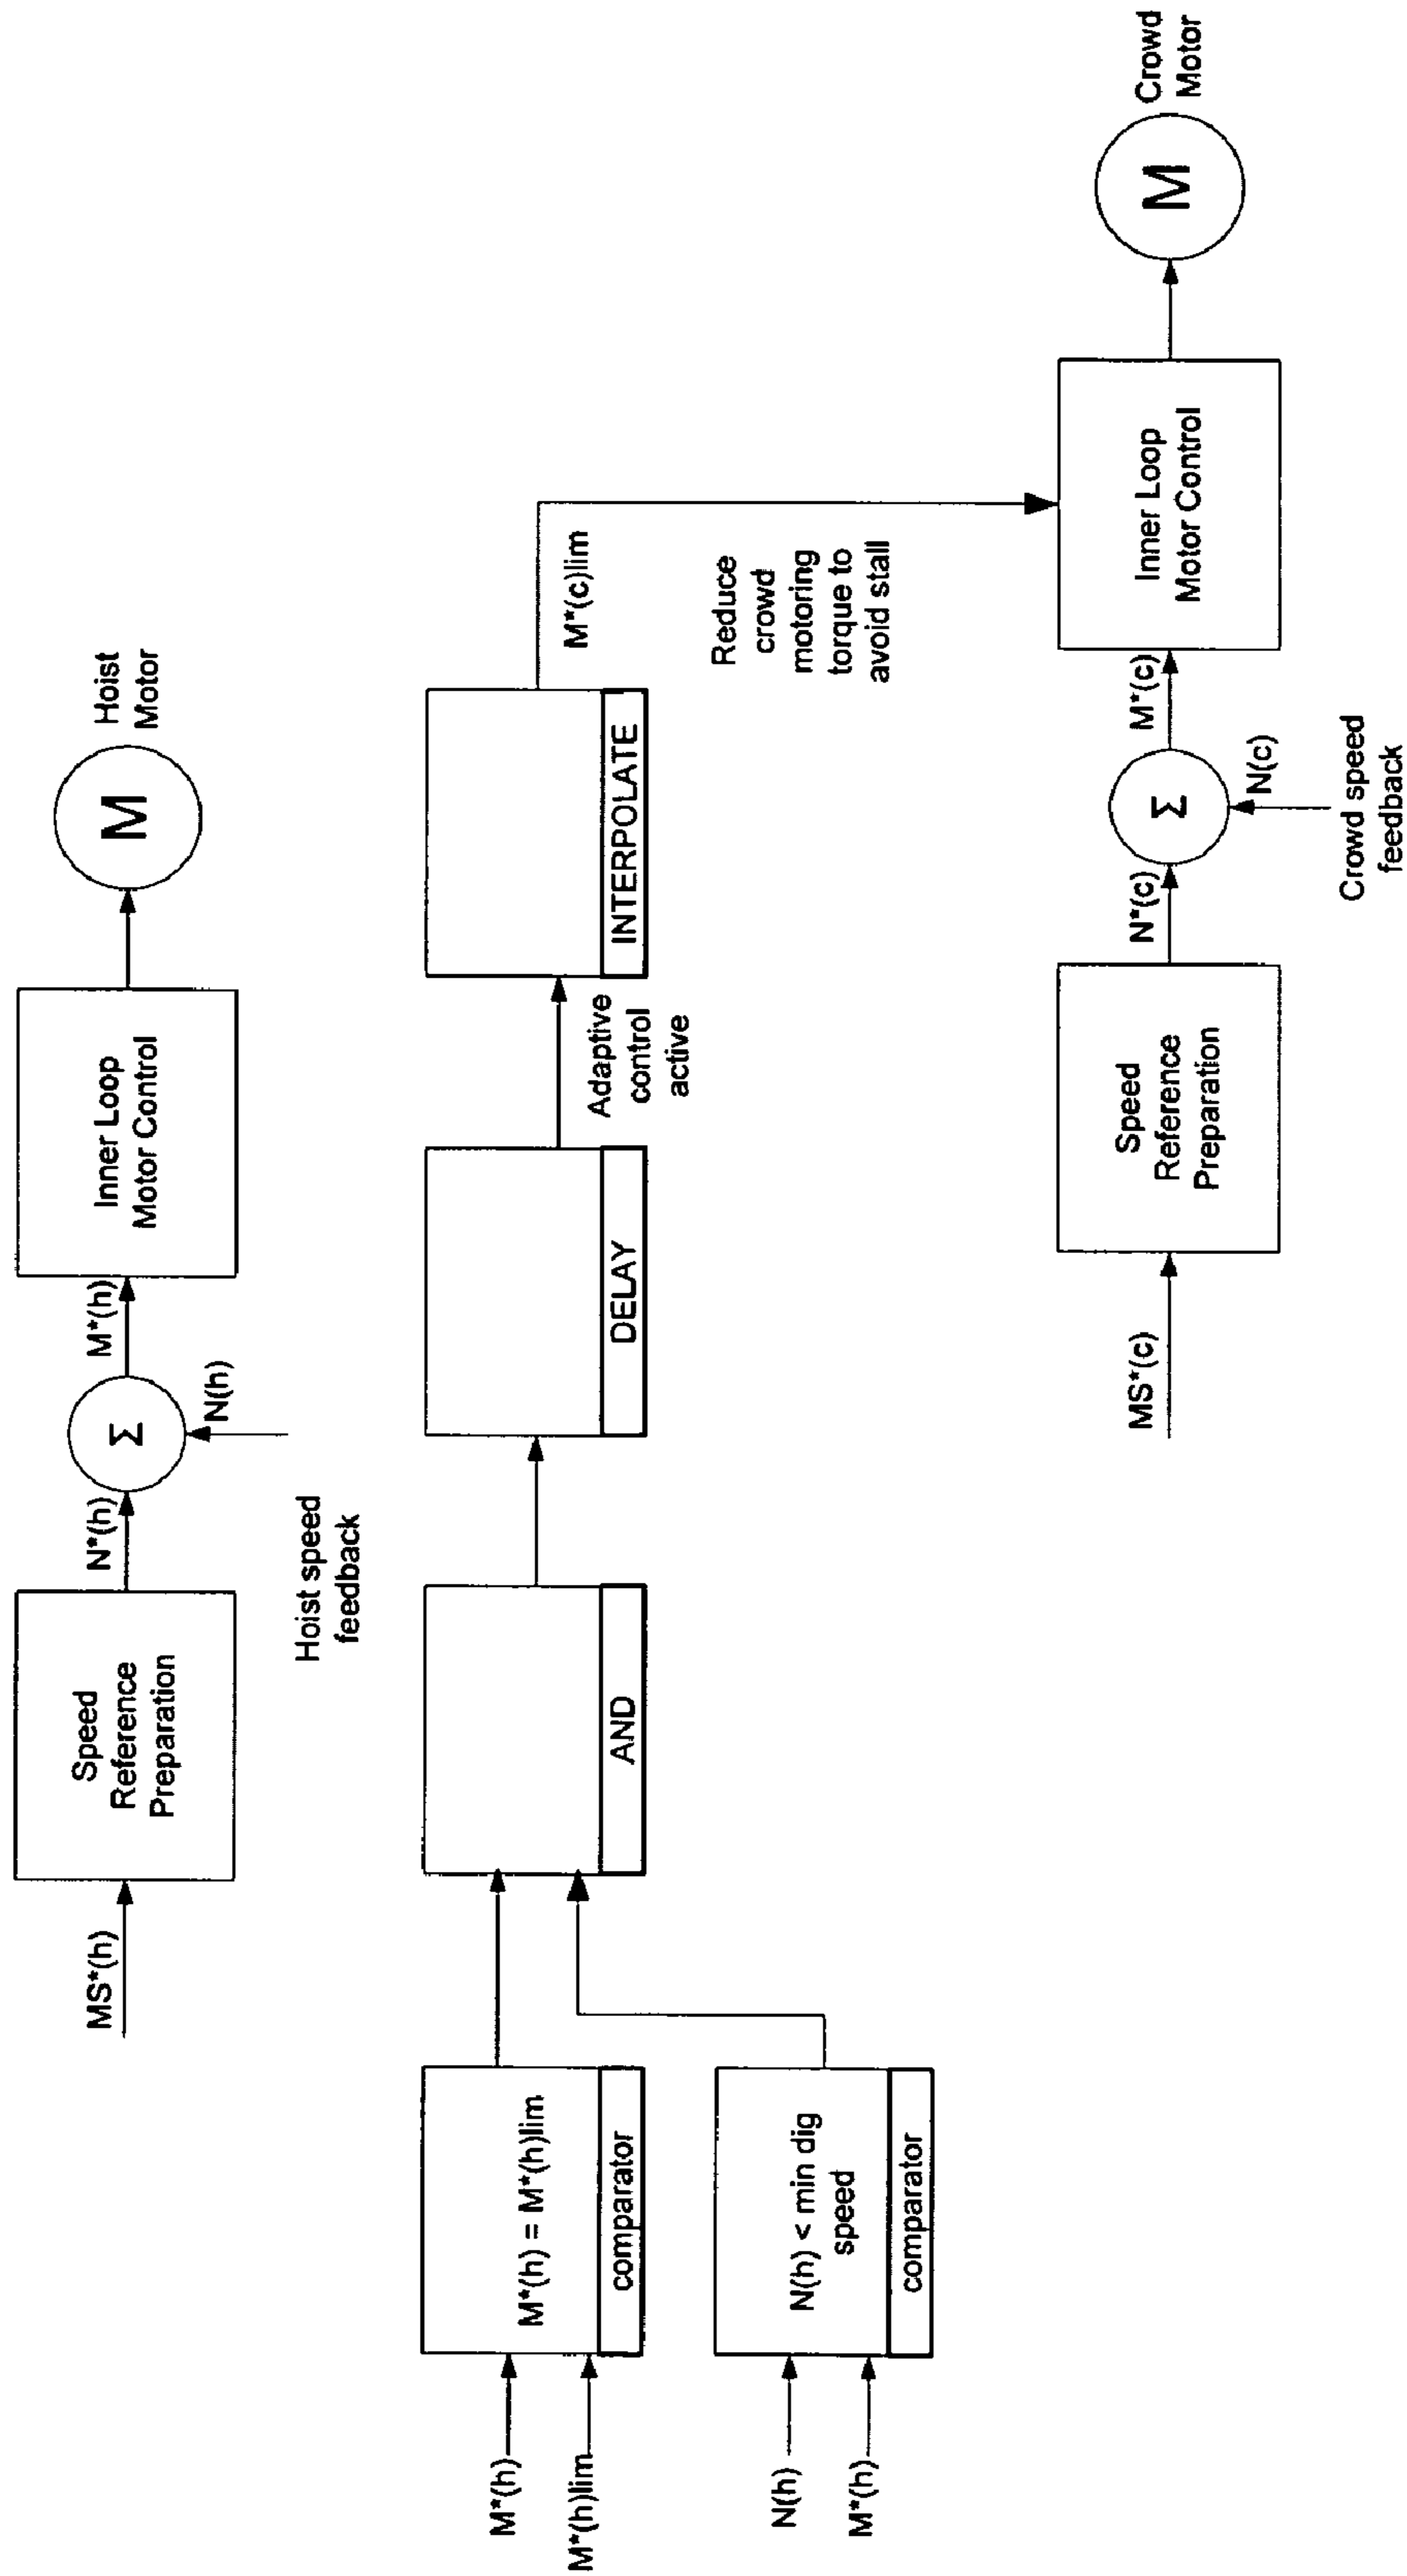 MS*(h)
Speed
Reference
Preparation
N*(h)
Σ
N(h)
Hoist speed
feedback
M*(h)
Inner Loop
Motor Control
M
Hoist
Motor
M*(h)
M*(h)lim
M*(h) = M*(h)lim
comparator
N(h)
M*(h)
N(h) < min dig
speed
comparator
AND
DELAY
Adaptive
control
active
INTERPOLATE
M*(c)lim
Reduce
crowd
motoring
torque to
avoid stall
MS*(c)
Speed
Reference
Preparation
N*(c)
Σ
N(c)
Crowd speed
feedback
M*(c)
Inner Loop
Motor Control
M
Crowd
Motor